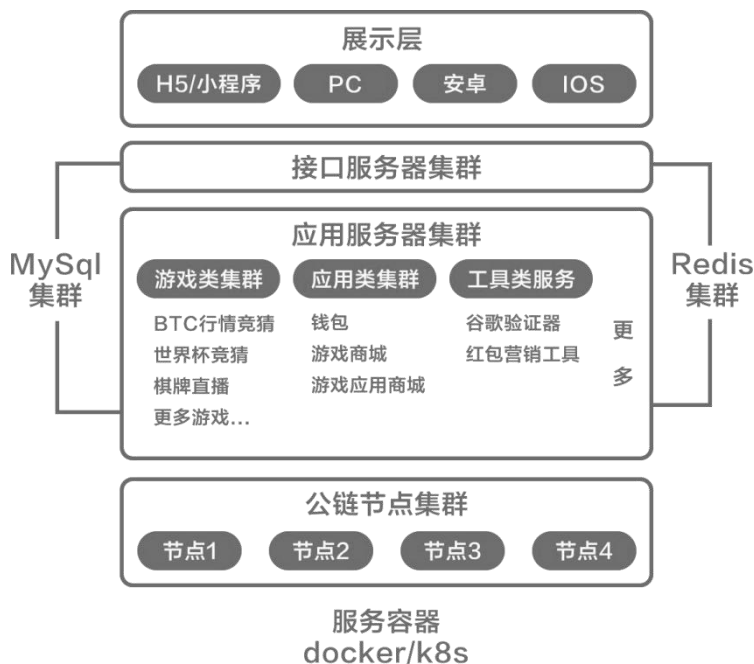 展示层
H5/小程序 PC 安卓 IOS
接口服务器集群
MySql
集群
应用服务器集群
游戏类集群 应用类集群 工具类服务
BTC行情竞猜 钱包 谷歌验证器
世界杯竞猜 游戏商城 红包营销工具
棋牌直播 游戏应用商城
更多游戏...
更
多
Redis
集群
公链节点集群
节点1 节点2 节点3 节点4
服务容器
docker/k8s